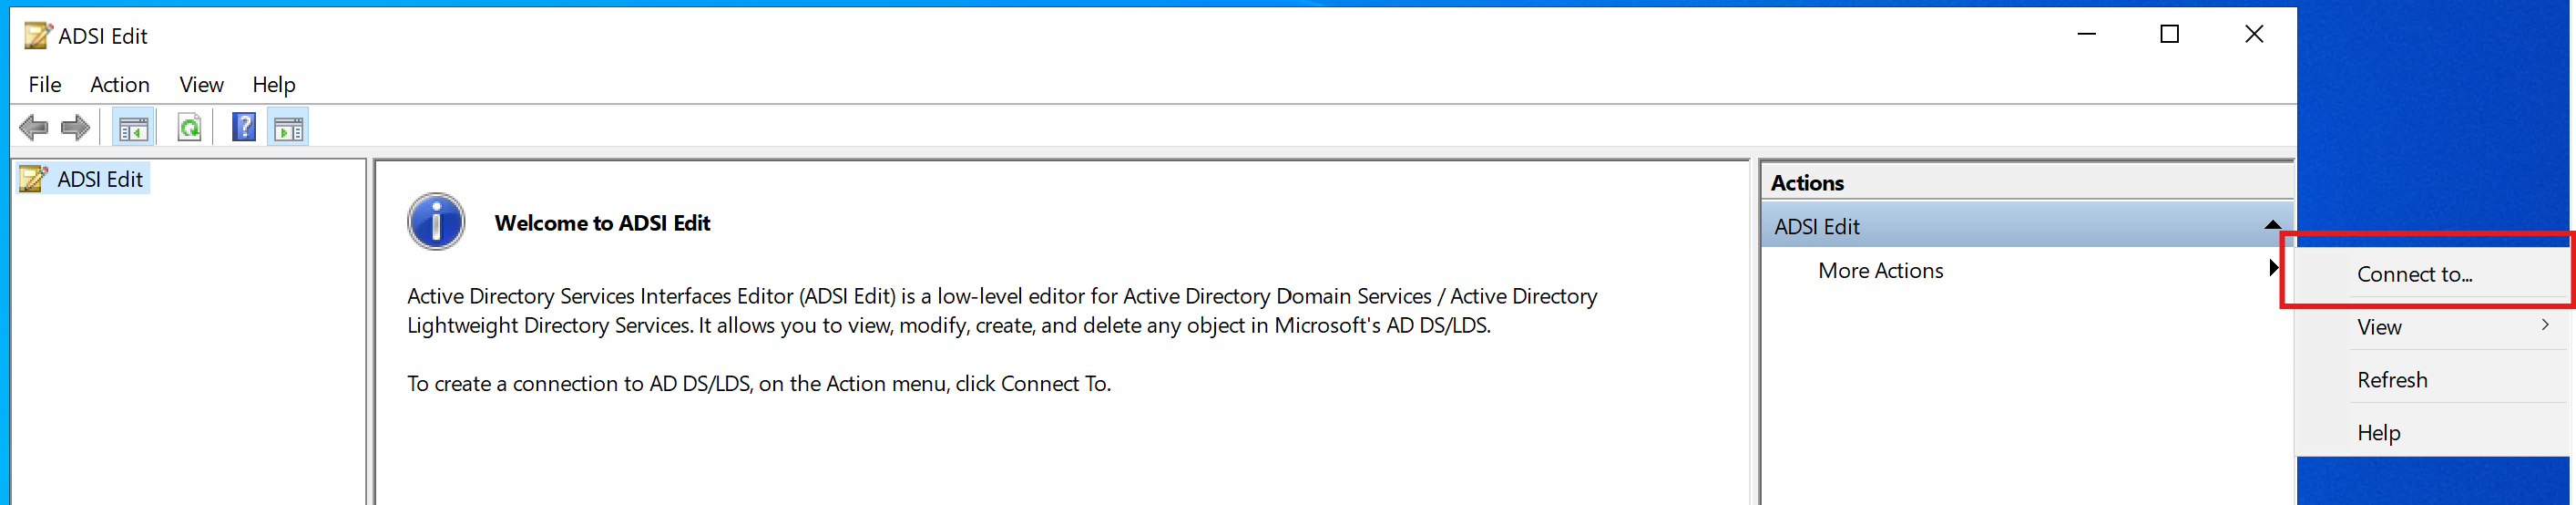 ADSI Edit
File Action View Help
ADSI Edit
Welcome to ADSI Edit
Active Directory Services Interfaces Editor (ADSI Edit) is a low-level editor for Active Directory Domain Services / Active Directory
Lightweight Directory Services. It allows you to view, modify, create, and delete any object in Microsoft's AD DS/LDS.
To create a connection to AD DS/LDS, on the Action menu, click Connect To.
Actions
ADSI Edit
More Actions
Connect to...
View
Refresh
Help